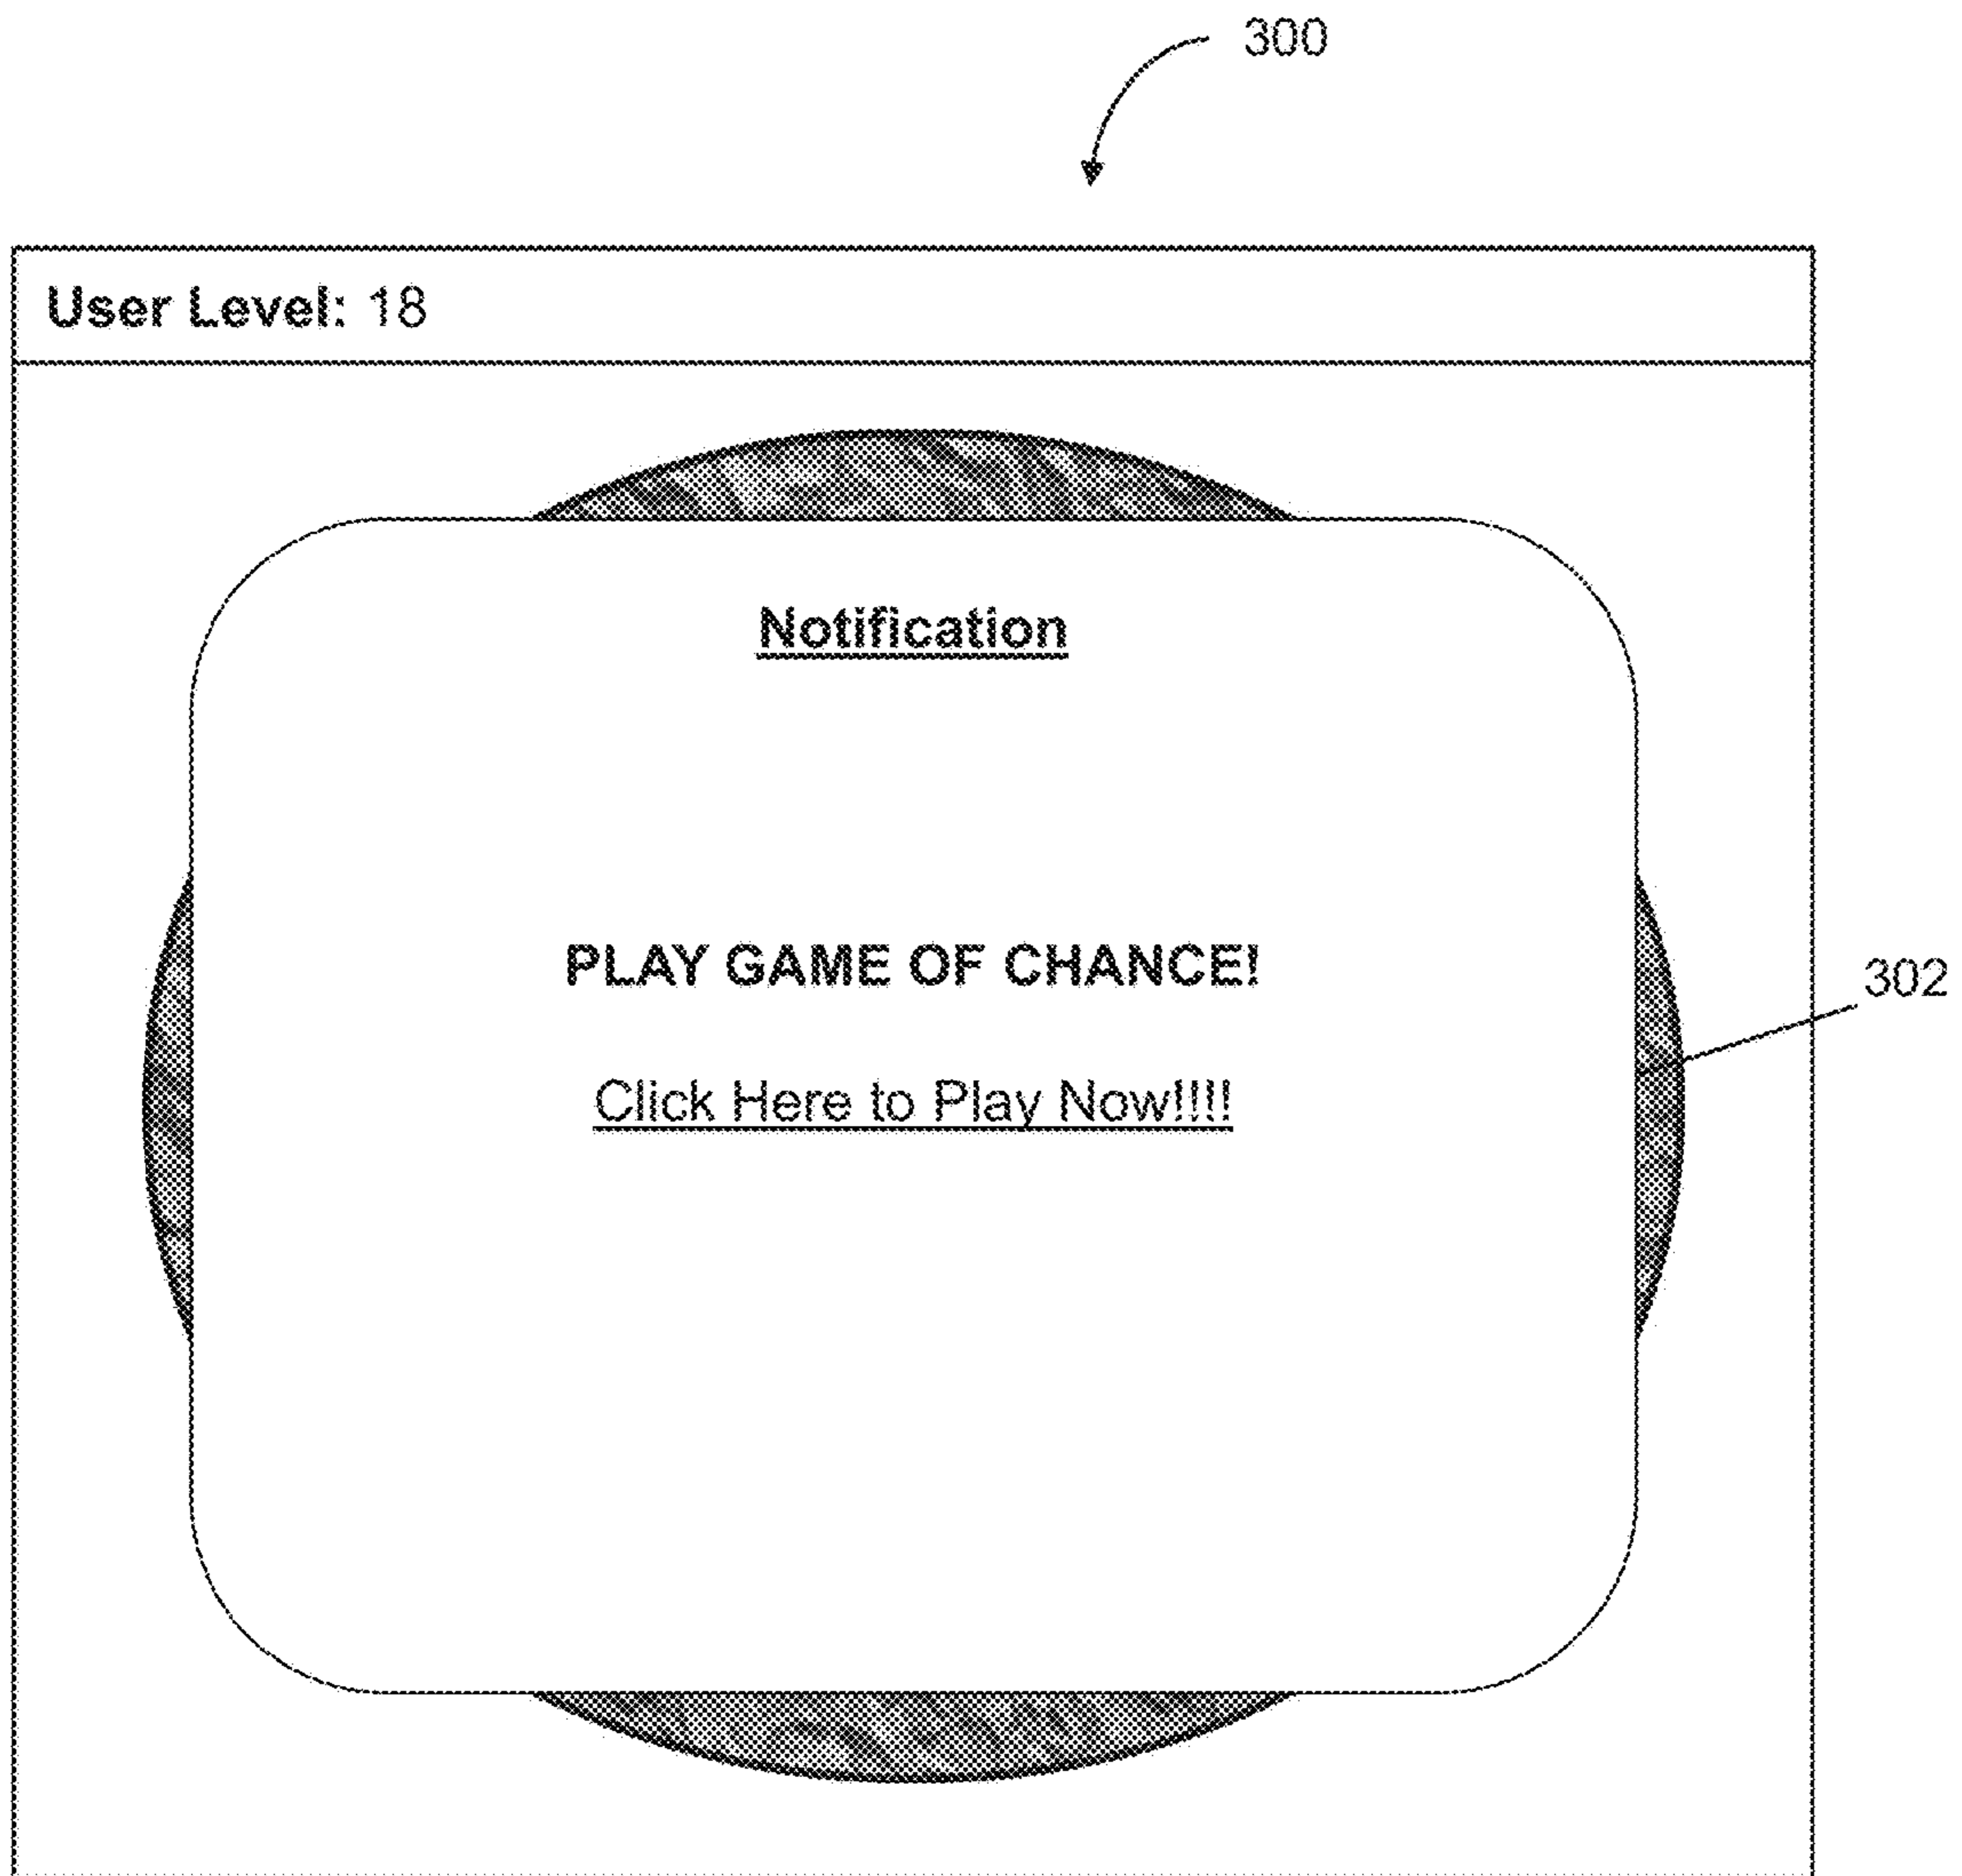 300
User Level: 18
Notification
PLAY GAME OF CHANCE!
302
Click Here to Play Now!!!!